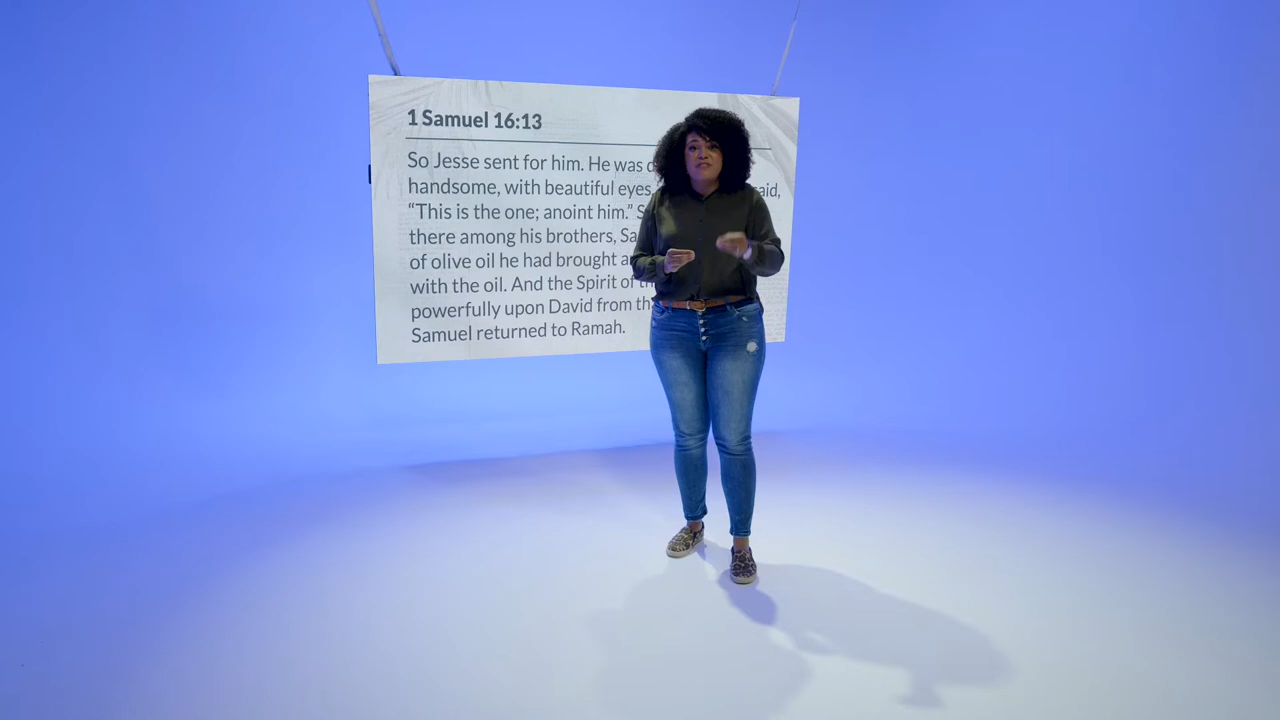 1 Samuel 16:13
So Jesse sent for him. He was
handsome, with beautiful eyes said,
“This is the one; anoint him.”
there among his brothers,
of olive oil he had brought
with the oil. And the Spirit of
powerfully upon David from
Samuel returned to Ramah.